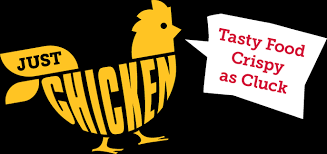 JUST
CHICKEN
Tasty Food
Crispy
as Cluck